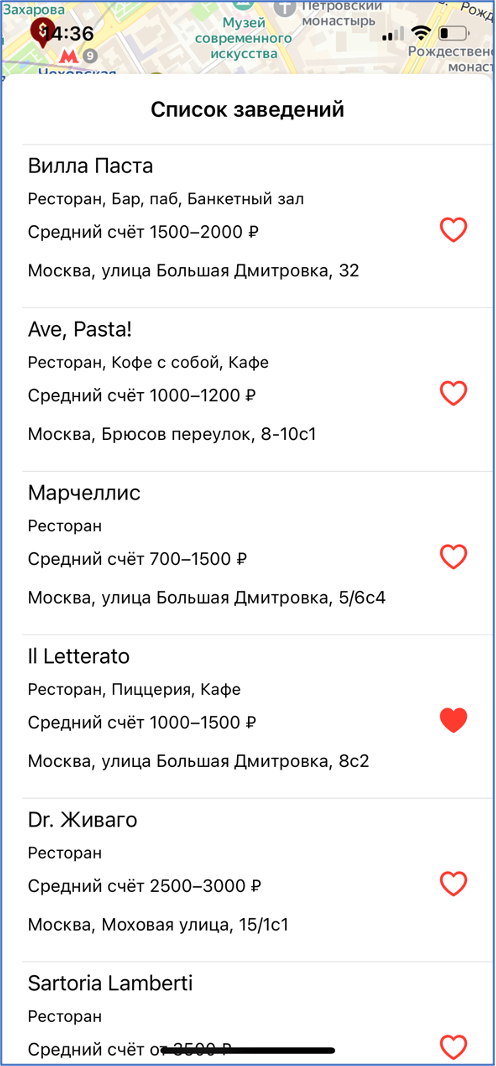 Захарова
Музей
современного
искусства
Петровский
монастырь
14:36
9
Рождественс
монаст
Чеховская
Список заведений
Вилла Паста
Ресторан, Бар, паб, Банкетный зал
Средний счёт 1500–2000 ₽
Москва, улица Большая Дмитровка, 32
Ave, Pasta!
Ресторан, Кофе с собой, Кафе
Средний счёт 1000–1200 ₽
Москва, Брюсов переулок, 8-10с1
Марчеллис
Ресторан
Средний счёт 700–1500 ₽
Москва, улица Большая Дмитровка, 5/6с4
Il Letterato
Ресторан, Пиццерия, Кафе
Средний счёт 1000–1500 ₽
Москва, улица Большая Дмитровка, 8с2
Dr. Живаго
Ресторан
Средний счёт 2500–3000 ₽
Москва, Моховая улица, 15/1с1
Sartoria Lamberti
Ресторан
Средний счёт от 3500 ₽